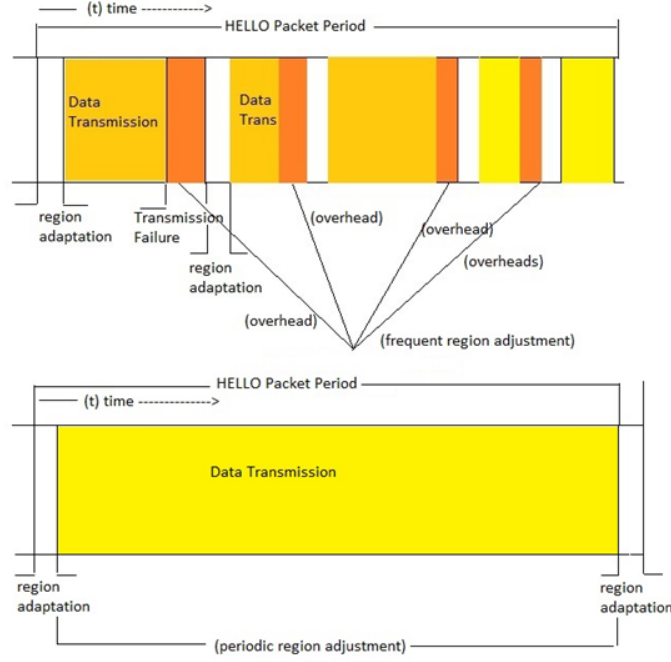 (t) time ------------>
HELLO Packet Period
Data
Transmission
Data
Trans
region
adaptation
Transmission
Failure
region
adaptation
(overhead)
(overhead)
(overheads)
(overhead)
(frequent region adjustment)
HELLO Packet Period
(t) time ------------->
Data Transmission
region
adaptation
region
adaptation
(periodic region adjustment)